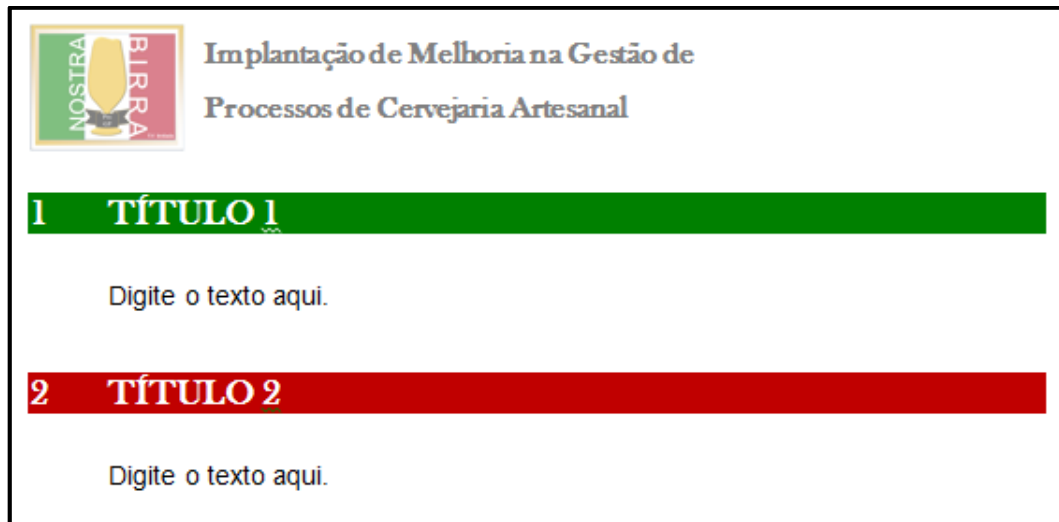 NOSTRA
BIRRA
Implantação de Melhoria na Gestão de
Processos de Cervejaria Artesanal
1 TÍTULO 1
Digite o texto aqui.
2 TÍTULO 2
Digite o texto aqui.